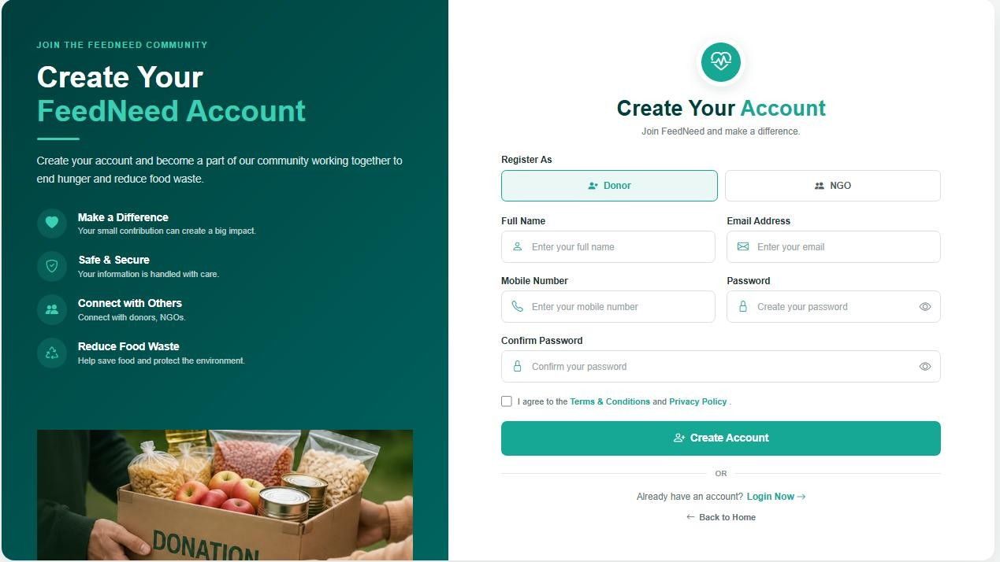 JOIN THE FEEDNEED COMMUNITY
Create Your
FeedNeed Account
Create your account and become a part of our community working together to
end hunger and reduce food waste.
Make a Difference
Your small contribution can create a big impact.
Safe & Secure
Your information is handled with care.
Connect with Others
Connect with donors, NGOs.
Reduce Food Waste
Help save food and protect the environment.
DONATION
Create Your Account
Join FeedNeed and make a difference.
Register As
Donor
NGO
Full Name
Enter your full name
Email Address
Enter your email
Mobile Number
Enter your mobile number
Password
Create your password
Confirm Password
Confirm your password
I agree to the Terms & Conditions and Privacy Policy .
Create Account
OR
Already have an account? Login Now →
← Back to Home